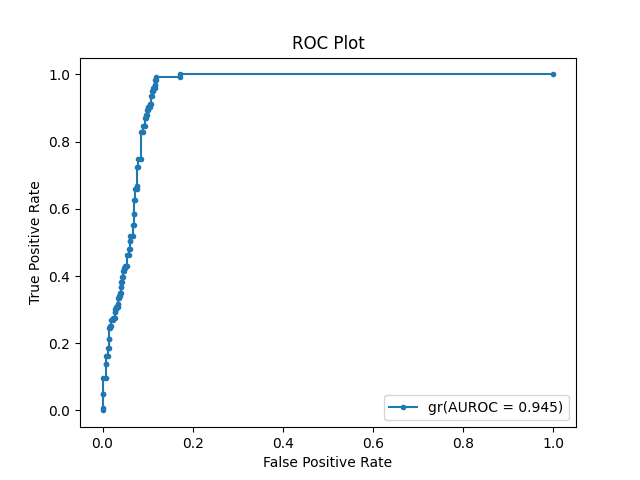 ROC Plot
True Positive Rate
1.0
0.8
0.6
0.4
0.2
0.0
gr(AUROC = 0.945)
0.0 0.2 0.4 0.6 0.8 1.0
False Positive Rate